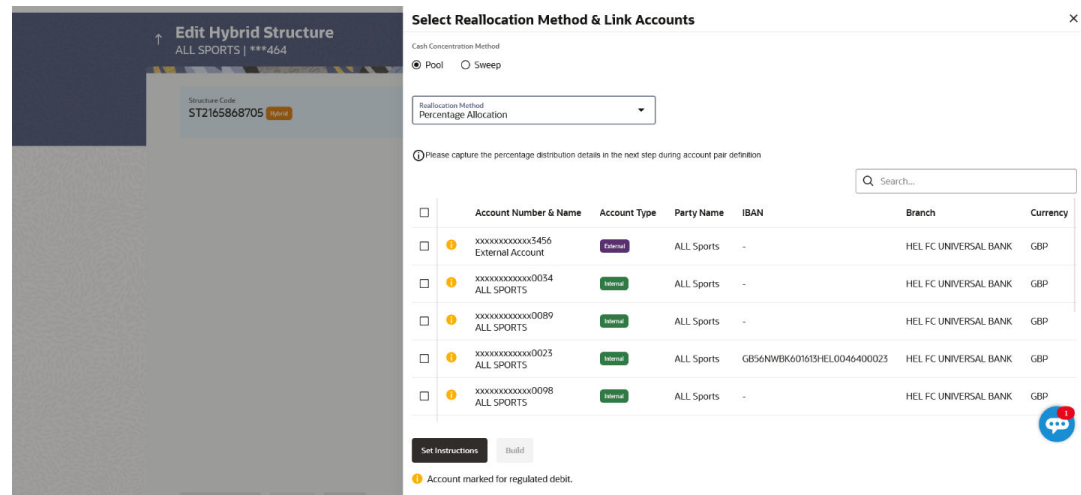 Edit Hybrid Structure
ALL SPORTS | ***464
Structure Code
ST2165868705 Hybrid
Select Reallocation Method & Link Accounts
Cash Concentration Method
Pool Sweep
Reallocation Method
Percentage Allocation
Please capture the percentage distribution details in the next step during account pair definition
Search...
Account Number & Name Account Type Party Name IBAN Branch Currency
xxxxxxxxxxxx3456
External Account
External ALL Sports - HEL FC UNIVERSAL BANK GBP
xxxxxxxxxxxx0034
ALL SPORTS
Internal ALL Sports - HEL FC UNIVERSAL BANK GBP
xxxxxxxxxxxx0089
ALL SPORTS
Internal ALL Sports - HEL FC UNIVERSAL BANK GBP
xxxxxxxxxxxx0023
ALL SPORTS
Internal ALL Sports GB56NWBK601613HEL0046400023 HEL FC UNIVERSAL BANK GBP
xxxxxxxxxxxx0098
ALL SPORTS
Internal ALL Sports - HEL FC UNIVERSAL BANK GBP
1
Set Instructions Build
Account marked for regulated debit.